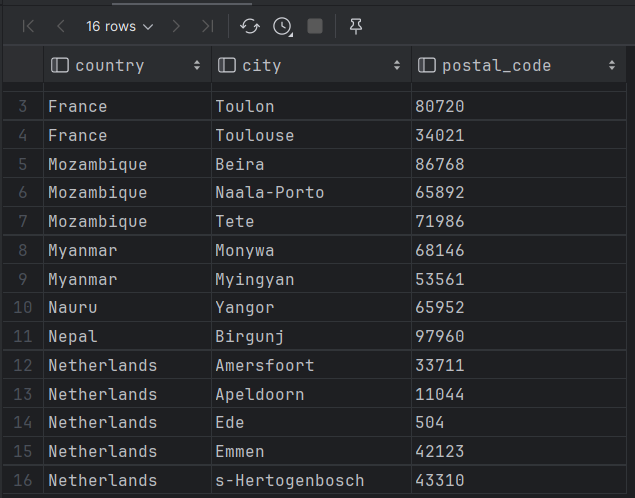 16 rows
country city postal_code
3 France Toulon 80720
4 France Toulouse 34021
5 Mozambique Beira 86768
6 Mozambique Naala-Porto 65892
7 Mozambique Tete 71986
8 Myanmar Monywa 68146
9 Myanmar Myingyan 53561
10 Nauru Yangor 65952
11 Nepal Birgunj 97960
12 Netherlands Amersfoort 33711
13 Netherlands Apeldoorn 11044
14 Netherlands Ede 504
15 Netherlands Emmen 42123
16 Netherlands s-Hertogenbosch 43310